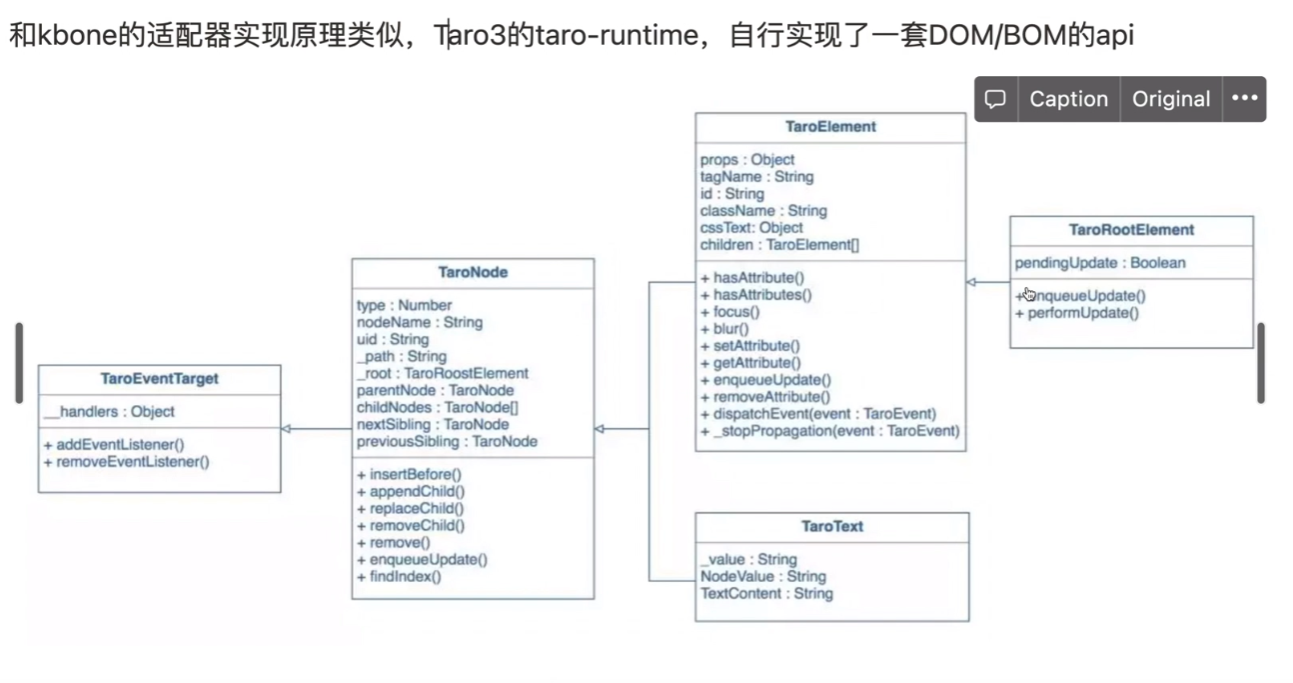 和kbone的适配器实现原理类似，Taro3的taro-runtime，自行实现了一套DOM/BOM的api
Caption
Original
TaroEventTarget
__handlers : Object
+ addEventListener()
+ removeEventListener()
TaroNode
type : Number
nodeName : String
uid : String
_path : String
_root : TaroRoostElement
parentNode : TaroNode
childNodes : TaroNode[]
nextSibling : TaroNode
previousSibling : TaroNode
+ insertBefore()
+ appendChild()
+ replaceChild()
+ removeChild()
+ remove()
+ enqueueUpdate()
+ findIndex()
TaroElement
props : Object
tagName : String
id : String
className : String
cssText: Object
children : TaroElement[]
+ hasAttribute()
+ hasAttributes()
+ focus()
+ blur()
+ setAttribute()
+ getAttribute()
+ enqueueUpdate()
+ removeAttribute()
+ dispatchEvent(event : TaroEvent)
+ _stopPropagation(event : TaroEvent)
TaroText
_value : String
NodeValue : String
TextContent : String
TaroRootElement
pendingUpdate : Boolean
+ enqueueUpdate()
+ performUpdate()